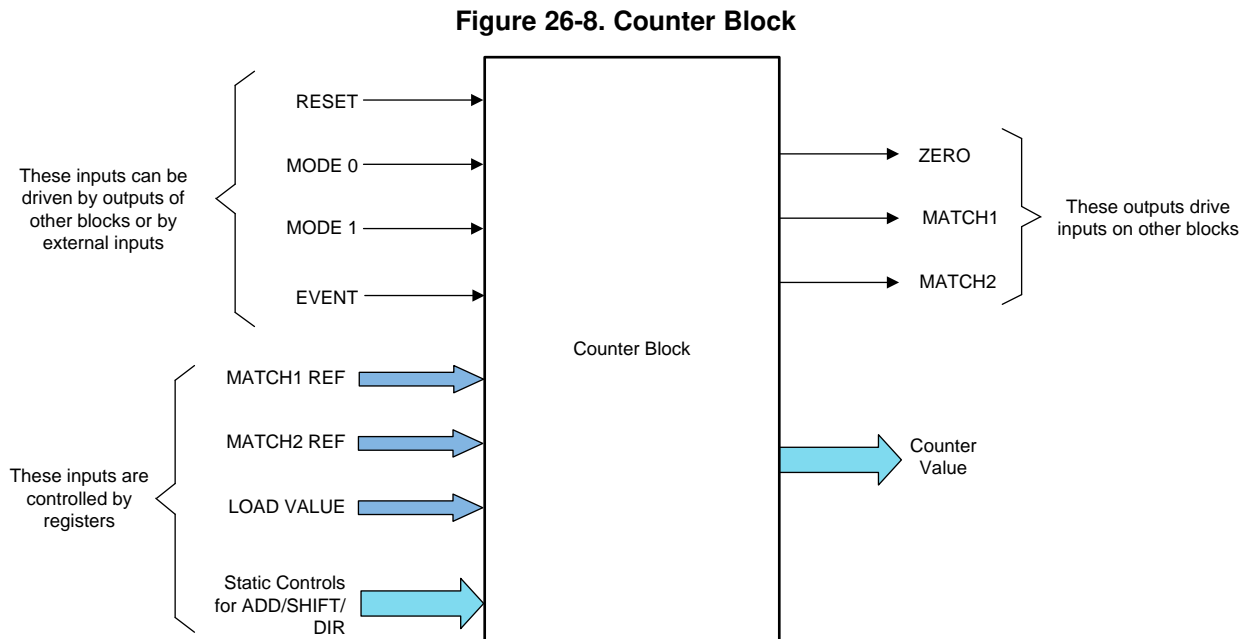 Figure 26-8. Counter Block
These inputs can be
driven by outputs of
other blocks or by
external inputs
RESET
MODE 0
MODE 1
EVENT
These inputs are
controlled by
registers
MATCH1 REF
MATCH2 REF
LOAD VALUE
Static Controls
for ADD/SHIFT/
DIR
Counter Block
ZERO
MATCH1
MATCH2
These outputs drive
inputs on other blocks
Counter
Value